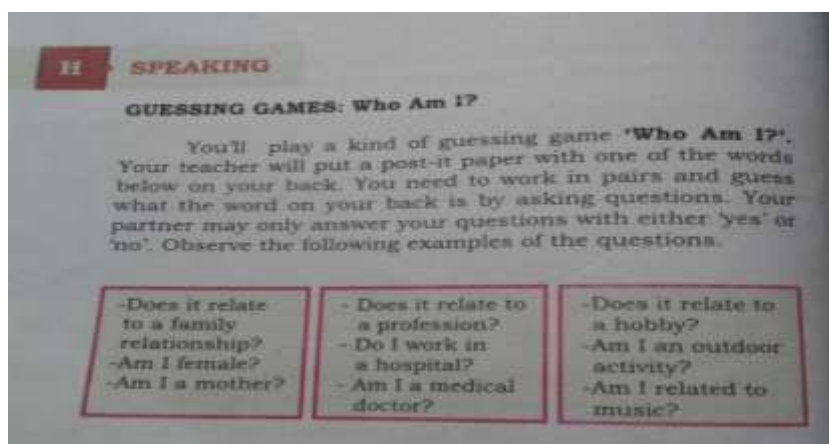 H SPEAKING
GUESSING GAMES: Who Am I?
You'll play a kind of guessing game 'Who Am I?'.
Your teacher will put a post-it paper with one of the words
below on your back. You need to work in pairs and guess
what the word on your back is by asking questions. Your
partner may only answer your questions with either 'yes' or
'no'. Observe the following examples of the questions.
-Does it relate
to a family
relationship?
-Am I female?
-Am I a mother?
- Does it relate to
a profession?
- Do I work in
a hospital?
- Am I a medical
doctor?
-Does it relate to
a hobby?
-Am I an outdoor
activity?
-Am I related to
music?